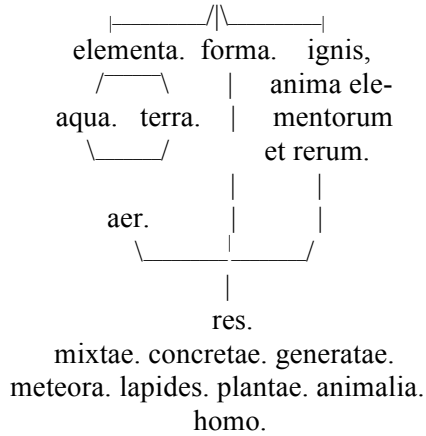 elementa. forma. ignis,
anima ele-
aqua. terra. mentorum
et rerum.
aer.
res.
mixtae. concretae. generatae.
meteora. lapides. plantae. animalia.
homo.